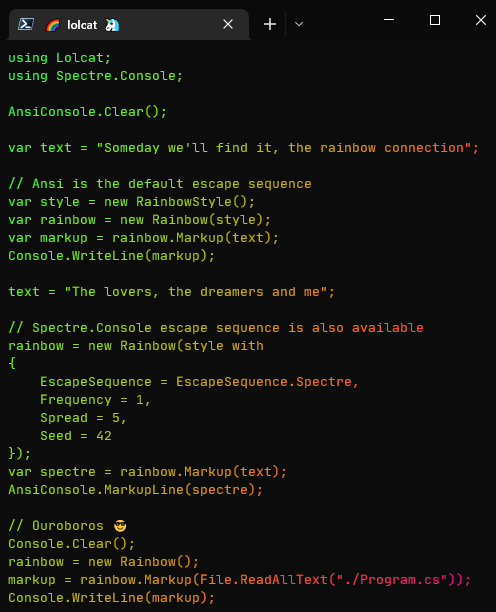 🌈 lolcat 🦄
using Lolcat;
using Spectre.Console;

AnsiConsole.Clear();

var text = "Someday we'll find it, the rainbow connection";

// Ansi is the default escape sequence
var style = new RainbowStyle();
var rainbow = new Rainbow(style);
var markup = rainbow.Markup(text);
Console.WriteLine(markup);

text = "The lovers, the dreamers and me";

// Spectre.Console escape sequence is also available
rainbow = new Rainbow(style with
{
    EscapeSequence = EscapeSequence.Spectre,
    Frequency = 1,
    Spread = 5,
    Seed = 42
});
var spectre = rainbow.Markup(text);
AnsiConsole.MarkupLine(spectre);

// Ouroboros 😎
Console.Clear();
rainbow = new Rainbow();
markup = rainbow.Markup(File.ReadAllText("./Program.cs"));
Console.WriteLine(markup);